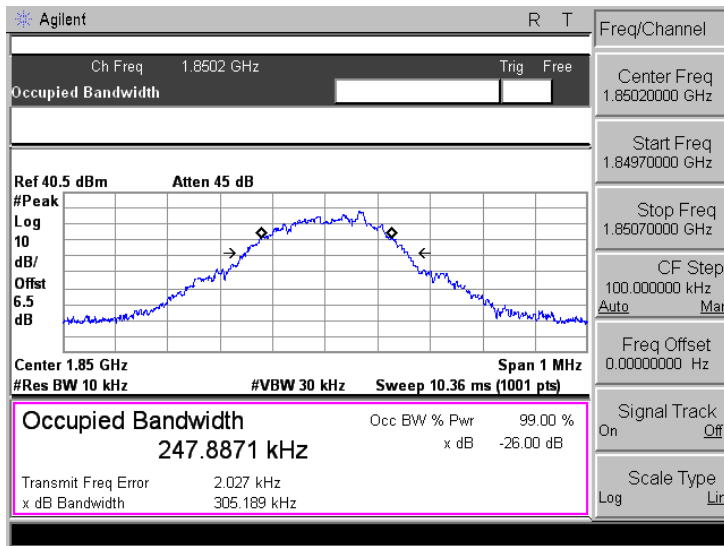 Agilent R T
Ch Freq 1.8502 GHz Trig Free
Occupied Bandwidth
Ref 40.5 dBm Atten 45 dB
#Peak
Log
10
dB/
Offst
6.5
dB
Center 1.85 GHz Span 1 MHz
#Res BW 10 kHz #VBW 30 kHz Sweep 10.36 ms (1001 pts)
Occupied Bandwidth
247.8871 kHz
Occ BW % Pwr 99.00 %
x dB -26.00 dB
Transmit Freq Error 2.027 kHz
x dB Bandwidth 305.189 kHz
Freq/Channel
Center Freq
1.85020000 GHz
Start Freq
1.84970000 GHz
Stop Freq
1.85070000 GHz
CF Step
100.000000 kHz
Auto Man
Freq Offset
0.00000000 Hz
Signal Track
On Off
Scale Type
Log Lin